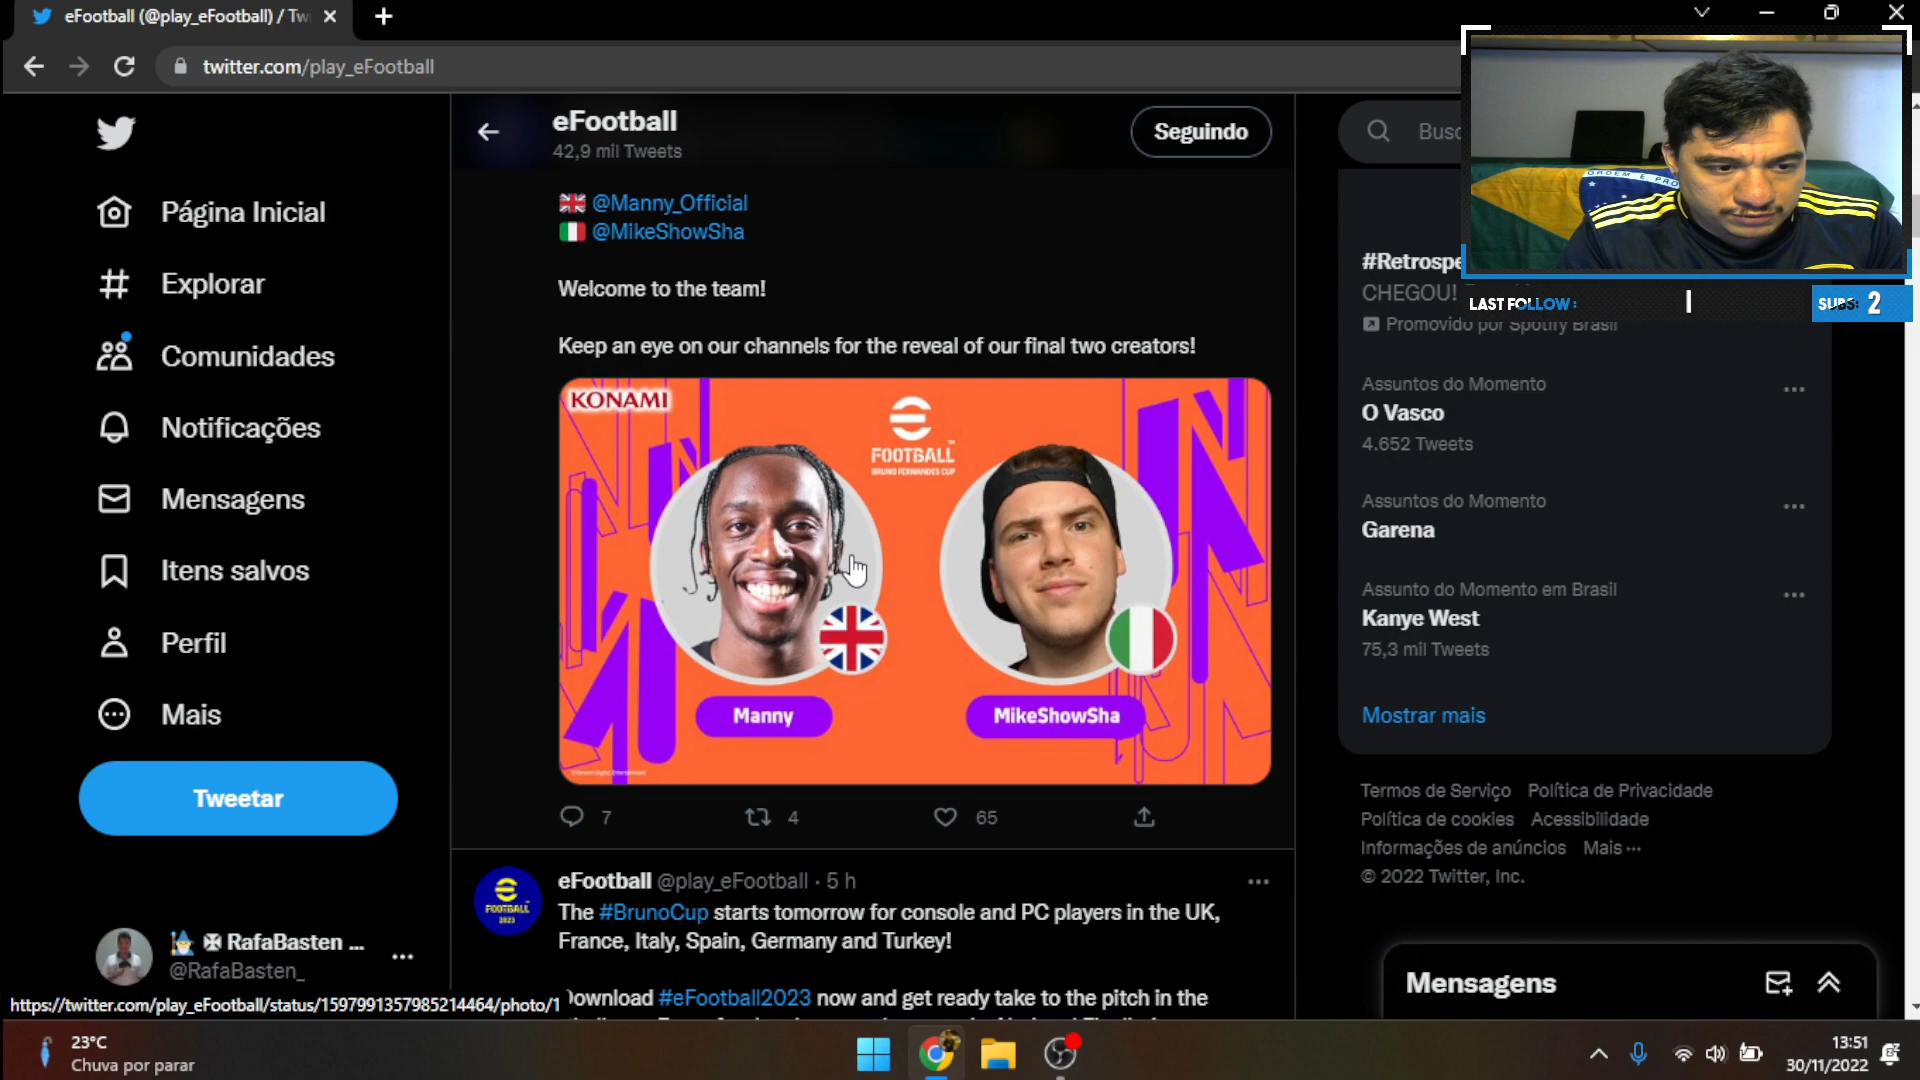 eFootball (@play_eFootball) / Tw
twitter.com/play_eFootball
Página Inicial
Explorar
Comunidades
Notificações
Mensagens
Itens salvos
Perfil
Mais
Tweetar
RafaBasten ...
@RafaBasten_
https://twitter.com/play_eFootball/status/1597991357985214464/photo/1
eFootball
42,9 mil Tweets
Seguindo
@Manny_Official
@MikeShowSha
Welcome to the team!
Keep an eye on our channels for the reveal of our final two creators!
KONAMI
FOOTBALL
BRUNO FERNANDES CUP
Manny
MikeShowSha
7
4
65
FOOTBALL
2023
eFootball @play_eFootball · 5 h
The #BrunoCup starts tomorrow for console and PC players in the UK,
France, Italy, Spain, Germany and Turkey!
Download #eFootball2023 now and get ready take to the pitch in the
Busc
ORDEM E PRO
LAST FOLLOW :
SUBS: 2
#Retrospe
CHEGOU!
Promovido por Spotify Brasil
Assuntos do Momento
O Vasco
4.652 Tweets
Assuntos do Momento
Garena
Assunto do Momento em Brasil
Kanye West
75,3 mil Tweets
Mostrar mais
Termos de Serviço Política de Privacidade
Política de cookies Acessibilidade
Informações de anúncios Mais ···
© 2022 Twitter, Inc.
Mensagens
23°C
Chuva por parar
13:51
30/11/2022